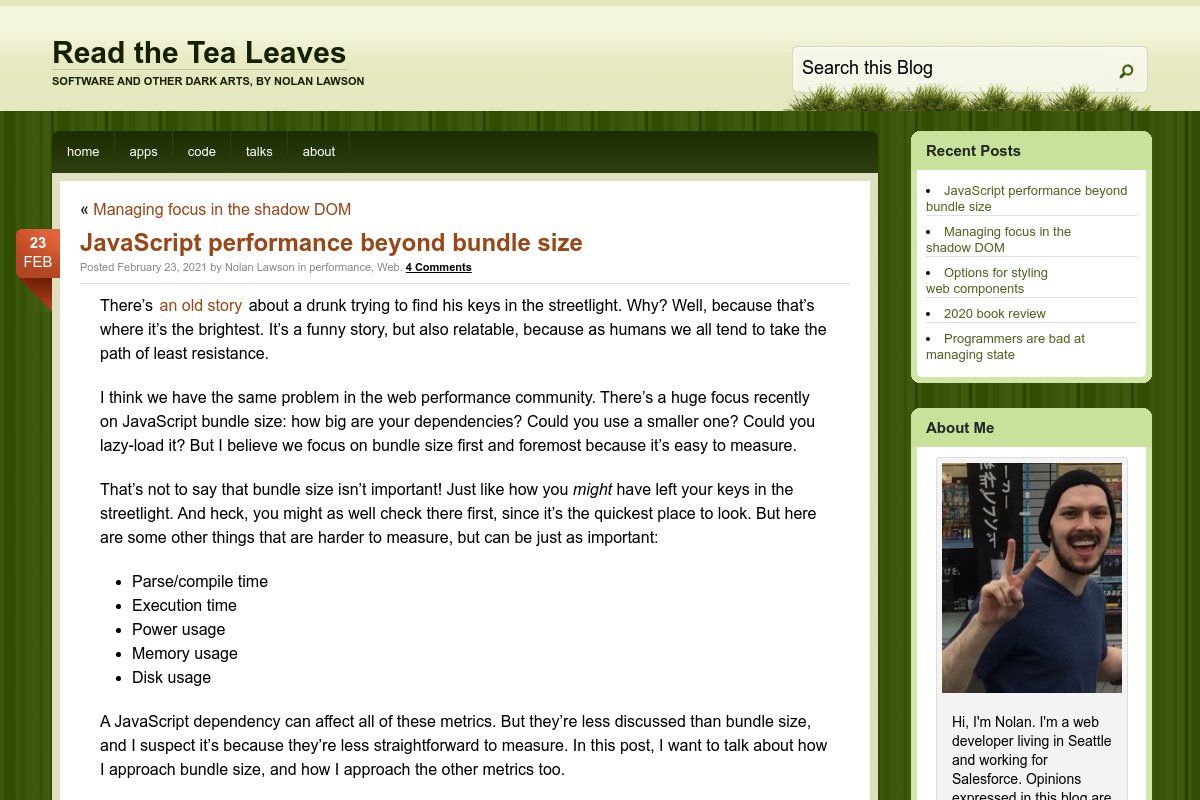 Read the Tea Leaves
SOFTWARE AND OTHER DARK ARTS, BY NOLAN LAWSON
Search this Blog
home
apps
code
talks
about
« Managing focus in the shadow DOM
23
FEB
JavaScript performance beyond bundle size
Posted February 23, 2021 by Nolan Lawson in performance, Web. 4 Comments
There’s an old story about a drunk trying to find his keys in the streetlight. Why? Well, because that’s
where it’s the brightest. It’s a funny story, but also relatable, because as humans we all tend to take the
path of least resistance.
I think we have the same problem in the web performance community. There’s a huge focus recently
on JavaScript bundle size: how big are your dependencies? Could you use a smaller one? Could you
lazy-load it? But I believe we focus on bundle size first and foremost because it’s easy to measure.
That’s not to say that bundle size isn’t important! Just like how you might have left your keys in the
streetlight. And heck, you might as well check there first, since it’s the quickest place to look. But here
are some other things that are harder to measure, but can be just as important:
• Parse/compile time
• Execution time
• Power usage
• Memory usage
• Disk usage
A JavaScript dependency can affect all of these metrics. But they’re less discussed than bundle size,
and I suspect it’s because they’re less straightforward to measure. In this post, I want to talk about how
I approach bundle size, and how I approach the other metrics too.
Recent Posts
• JavaScript performance beyond
bundle size
• Managing focus in the
shadow DOM
• Options for styling
web components
• 2020 book review
• Programmers are bad at
managing state
About Me
Hi, I'm Nolan. I'm a web
developer living in Seattle
and working for
Salesforce. Opinions
expressed in this blog are